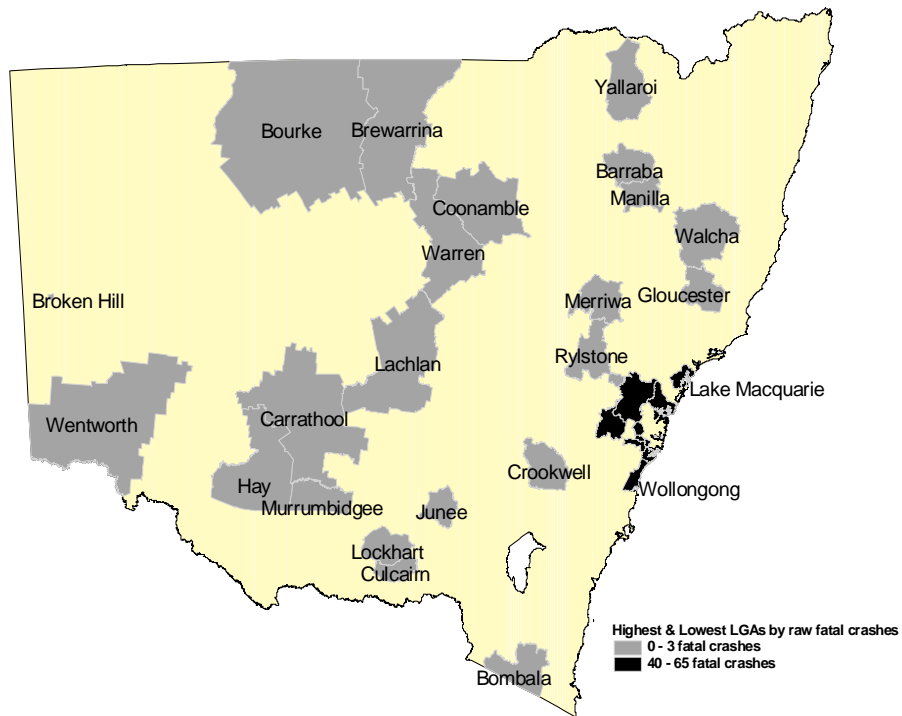 Yallaroi
Bourke
Brewarrina
Barraba
Manilla
Coonamble
Walcha
Warren
Broken Hill
Merriwa
Gloucester
Rylstone
Lachlan
Lake Macquarie
Wentworth
Carrathool
Crookwell
Hay
Wollongong
Murrumbidgee
Junee
Lockhart
Culcairn
Highest & Lowest LGAs by raw fatal crashes
0 - 3 fatal crashes
40 - 65 fatal crashes
Bombala